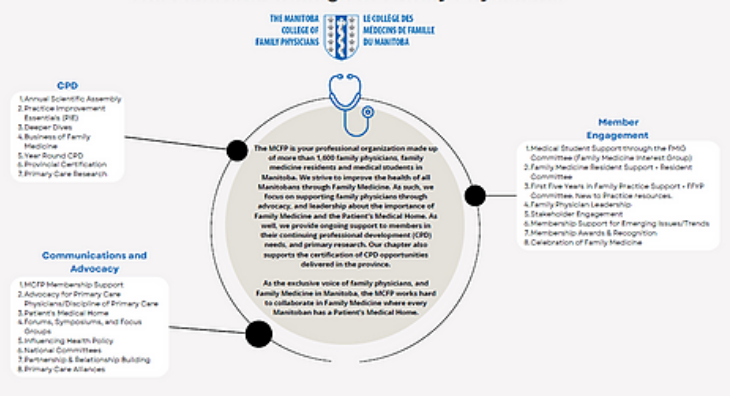 THE MANITOBA
COLLEGE OF
FAMILY PHYSICIANS
LE COLLÈGE DES
MÉDECINS DE FAMILLE
DU MANITOBA
CPD
1.Annual Scientific Assembly
2.Practice Improvement
Essentials (PIE)
3.Deeper Dives
4.Business of Family
Medicine
5.Year Round CPD
6.Provincial Certification
7.Primary Care Research
The MCFP is your professional organization made up
of more than 1,600 family physicians, family
medicine residents and medical students in
Manitoba. We strive to improve the health of all
Manitobans through Family Medicine. As such, we
focus on supporting family physicians through
advocacy, and leadership about the importance of
Family Medicine and the Patient's Medical Home. As
well, we provide ongoing support to members in
their continuing professional development (CPD)
needs, and primary research. Our chapter also
supports the certification of CPD opportunities
delivered in the province.
As the exclusive voice of family physicians, and
Family Medicine in Manitoba, the MCFP works hard
to collaborate in Family Medicine where every
Manitoban has a Patient's Medical Home.
Member
Engagement
1.Medical Student Support through the FMIG
Committee (Family Medicine Interest Group)
2.Family Medicine Resident Support - Resident
Committee
3.First Five Years in Family Practice Support - FFYP
Committee. New to Practice resources.
4.Family Physician Leadership
5.Stakeholder Engagement
6.Membership Support for Emerging Issues/Trends
7.Membership Awards & Recognition
8.Celebration of Family Medicine
Communications and
Advocacy
1.MCFP Membership Support
2.Advocacy for Primary Care
Physicians/Discipline of Primary Care
3.Patient's Medical Home
4.Forums, Symposiums, and Focus
Groups
5.Influencing Health Policy
6.National Committees
7.Partnership & Relationship Building
8.Primary Care Alliances